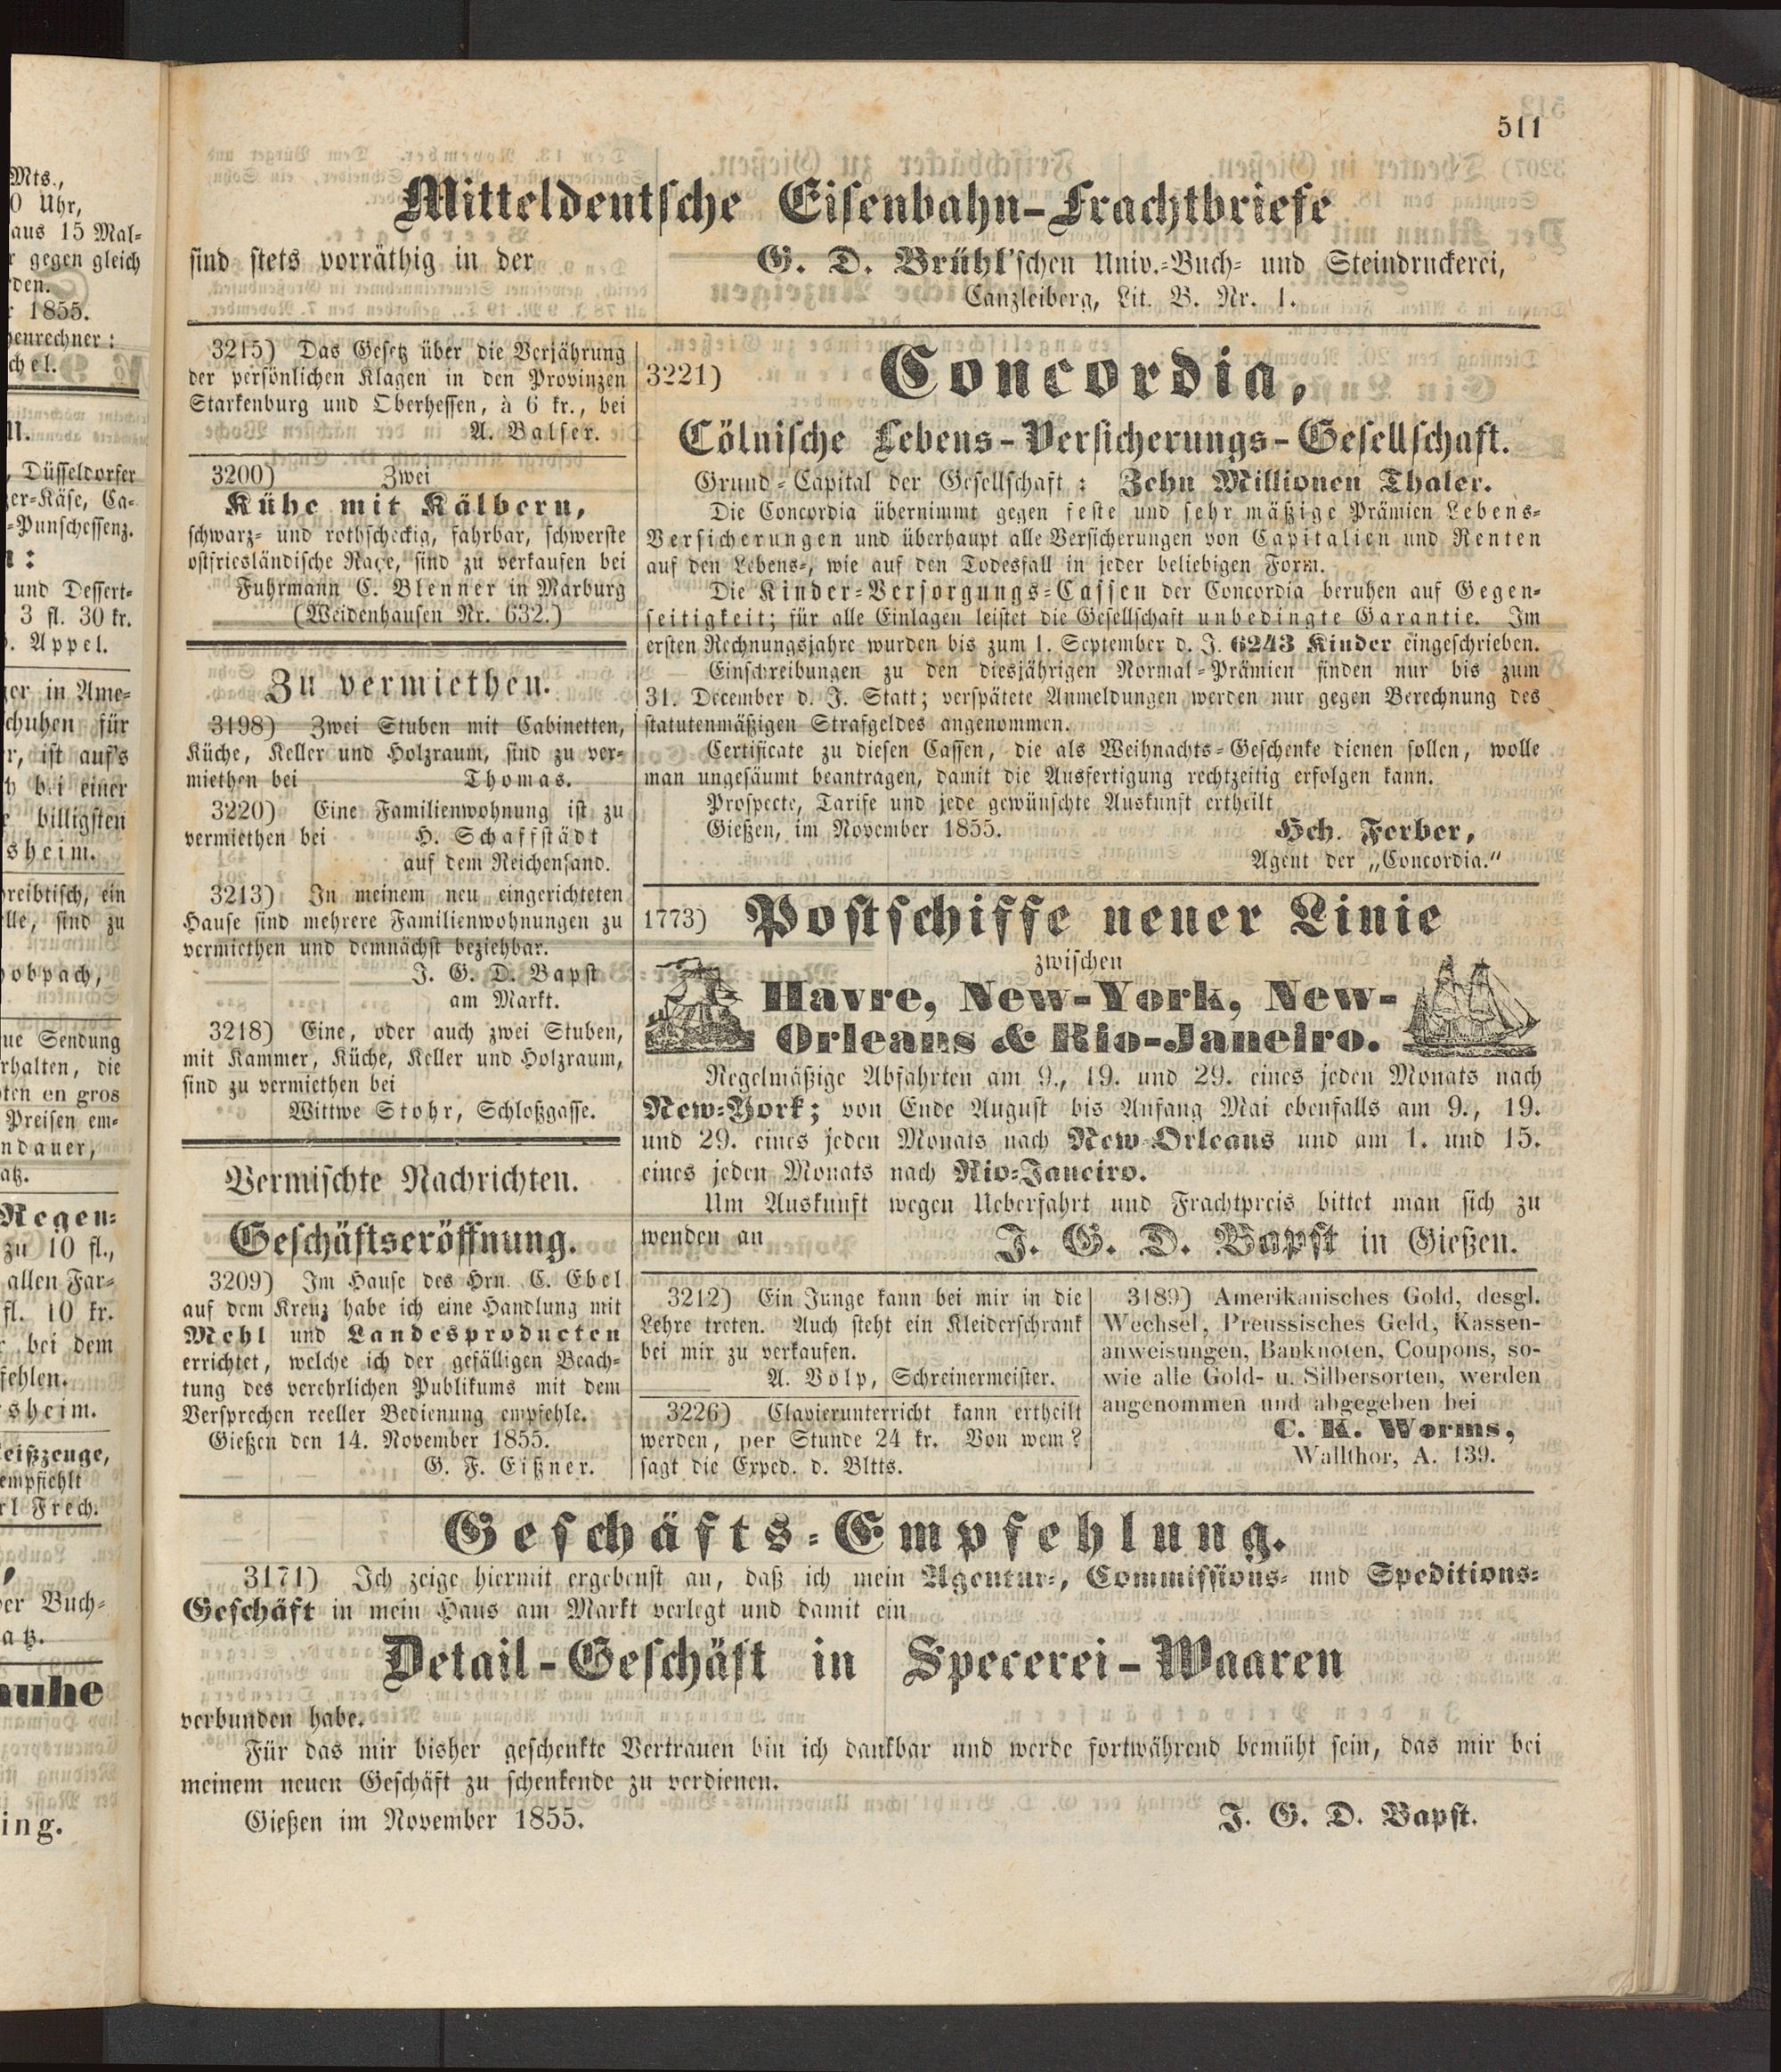 511
Mitteldeutsche Eisenbahn-Frachtbriefe
sind stets vorräthig in der G. D. Brühl'schen Univ.-Buch- und Steindruckerei,
Canzleiberg, Lit. B. Nr. 1.
3215) Das Gesetz über die Verjährung
der persönlichen Klagen in den Provinzen
Starkenburg und Oberhessen, à 6 kr., bei
A. Balser.
3200) Zwei
Kühe mit Kälbern,
schwarz- und rothscheckig, fahrbar, schwerste
ostfriesländische Raçe, sind zu verkaufen bei
Fuhrmann C. Blenner in Marburg
(Weidenhausen Nr. 632.)
Zu vermiethen.
3198) Zwei Stuben mit Cabinetten,
Küche, Keller und Holzraum, sind zu ver-
miethen bei Thomas.
3220) Eine Familienwohnung ist zu
vermiethen bei H. Schaffstädt
auf dem Reichensand.
3213) In meinem neu eingerichteten
Hause sind mehrere Familienwohnungen zu
vermiethen und demnächst beziehbar.
J. G. D. Bapst
am Markt.
3218) Eine, oder auch zwei Stuben,
mit Kammer, Küche, Keller und Holzraum,
sind zu vermiethen bei
Wittwe Stohr, Schloßgasse.
Vermischte Nachrichten.
Geschäftseröffnung.
3209) Im Hause des Hrn. C. Ebel
auf dem Kreuz habe ich eine Handlung mit
Mehl und Landesproducten
errichtet, welche ich der gefälligen Beach-
tung des verehrlichen Publikums mit dem
Versprechen reeller Bedienung empfehle.
Gießen den 14. November 1855.
G. F. Eißner.
3221) Concordia,
Cölnische Lebens-Versicherungs-Gesellschaft.
Grund-Capital der Gesellschaft: Zehn Millionen Thaler.
Die Concordia übernimmt gegen feste und sehr mäßige Prämien Lebens-
Versicherungen und überhaupt alle Versicherungen von Capitalien und Renten
auf den Lebens-, wie auf den Todesfall in jeder beliebigen Form.
Die Kinder-Versorgungs-Cassen der Concordia beruhen auf Gegen-
seitigkeit; für alle Einlagen leistet die Gesellschaft unbedingte Garantie. Im
ersten Rechnungsjahre wurden bis zum 1. September d. J. 6243 Kinder eingeschrieben.
Einschreibungen zu den diesjährigen Normal-Prämien finden nur bis zum
31. December d. J. Statt; verspätete Anmeldungen werden nur gegen Berechnung des
statutenmäßigen Strafgeldes angenommen.
Certificate zu diesen Cassen, die als Weihnachts-Geschenke dienen sollen, wolle
man ungesäumt beantragen, damit die Ausfertigung rechtzeitig erfolgen kann.
Prospecte, Tarife und jede gewünschte Auskunft ertheilt
Gießen, im November 1855. Hch. Ferber,
Agent der „Concordia."
1773) Postschiffe neuer Linie
zwischen
Havre, New-York, New-
Orleans & Rio-Janeiro.
Regelmäßige Abfahrten am 9., 19. und 29. eines jeden Monats nach
New-York; von Ende August bis Anfang Mai ebenfalls am 9., 19.
und 29. eines jeden Monats nach New-Orleans und am 1. und 15.
eines jeden Monats nach Rio-Janeiro.
Um Auskunft wegen Ueberfahrt und Frachtpreis bittet man sich zu
wenden an J. G. D. Bapst in Gießen.
3212) Ein Junge kann bei mir in die
Lehre treten. Auch steht ein Kleiderschrank
bei mir zu verkaufen.
A. Völp, Schreinermeister.
3226) Clavierunterricht kann ertheilt
werden, per Stunde 24 kr. Von wem?
sagt die Exped. d. Bltts.
3189) Amerikanisches Gold, desgl.
Wechsel, Preussisches Geld, Kassen-
anweisungen, Banknoten, Coupons, so-
wie alle Gold- u. Silbersorten, werden
angenommen und abgegeben bei
C. K. Worms,
Wallthor, A. 139.
Geschäfts-Empfehlung.
3171) Ich zeige hiermit ergebenst an, daß ich mein Agentur-, Commissions- und Speditions-
Geschäft in mein Haus am Markt verlegt und damit ein
Detail-Geschäft in Specerei-Waaren
verbunden habe.
Für das mir bisher geschenkte Vertrauen bin ich dankbar und werde fortwährend bemüht sein, das mir bei
meinem neuen Geschäft zu schenkende zu verdienen.
Gießen im November 1855. J. G. D. Bapst.